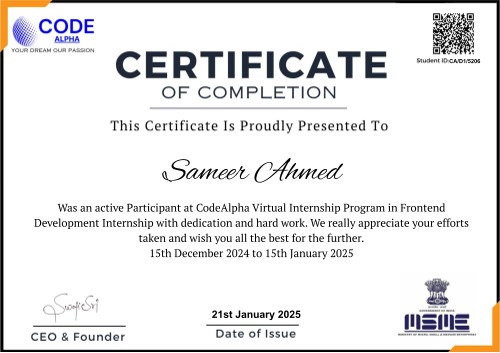 CODE
ALPHA
YOUR DREAM OUR PASSION
Student ID:CA/D1/5206
CERTIFICATE
OF COMPLETION
This Certificate Is Proudly Presented To
Sameer Ahmed
Was an active Participant at CodeAlpha Virtual Internship Program in Frontend
Development Internship with dedication and hard work. We really appreciate your efforts
taken and wish you all the best for the further.
15th December 2024 to 15th January 2025
CEO & Founder
21st January 2025
Date of Issue
MSME